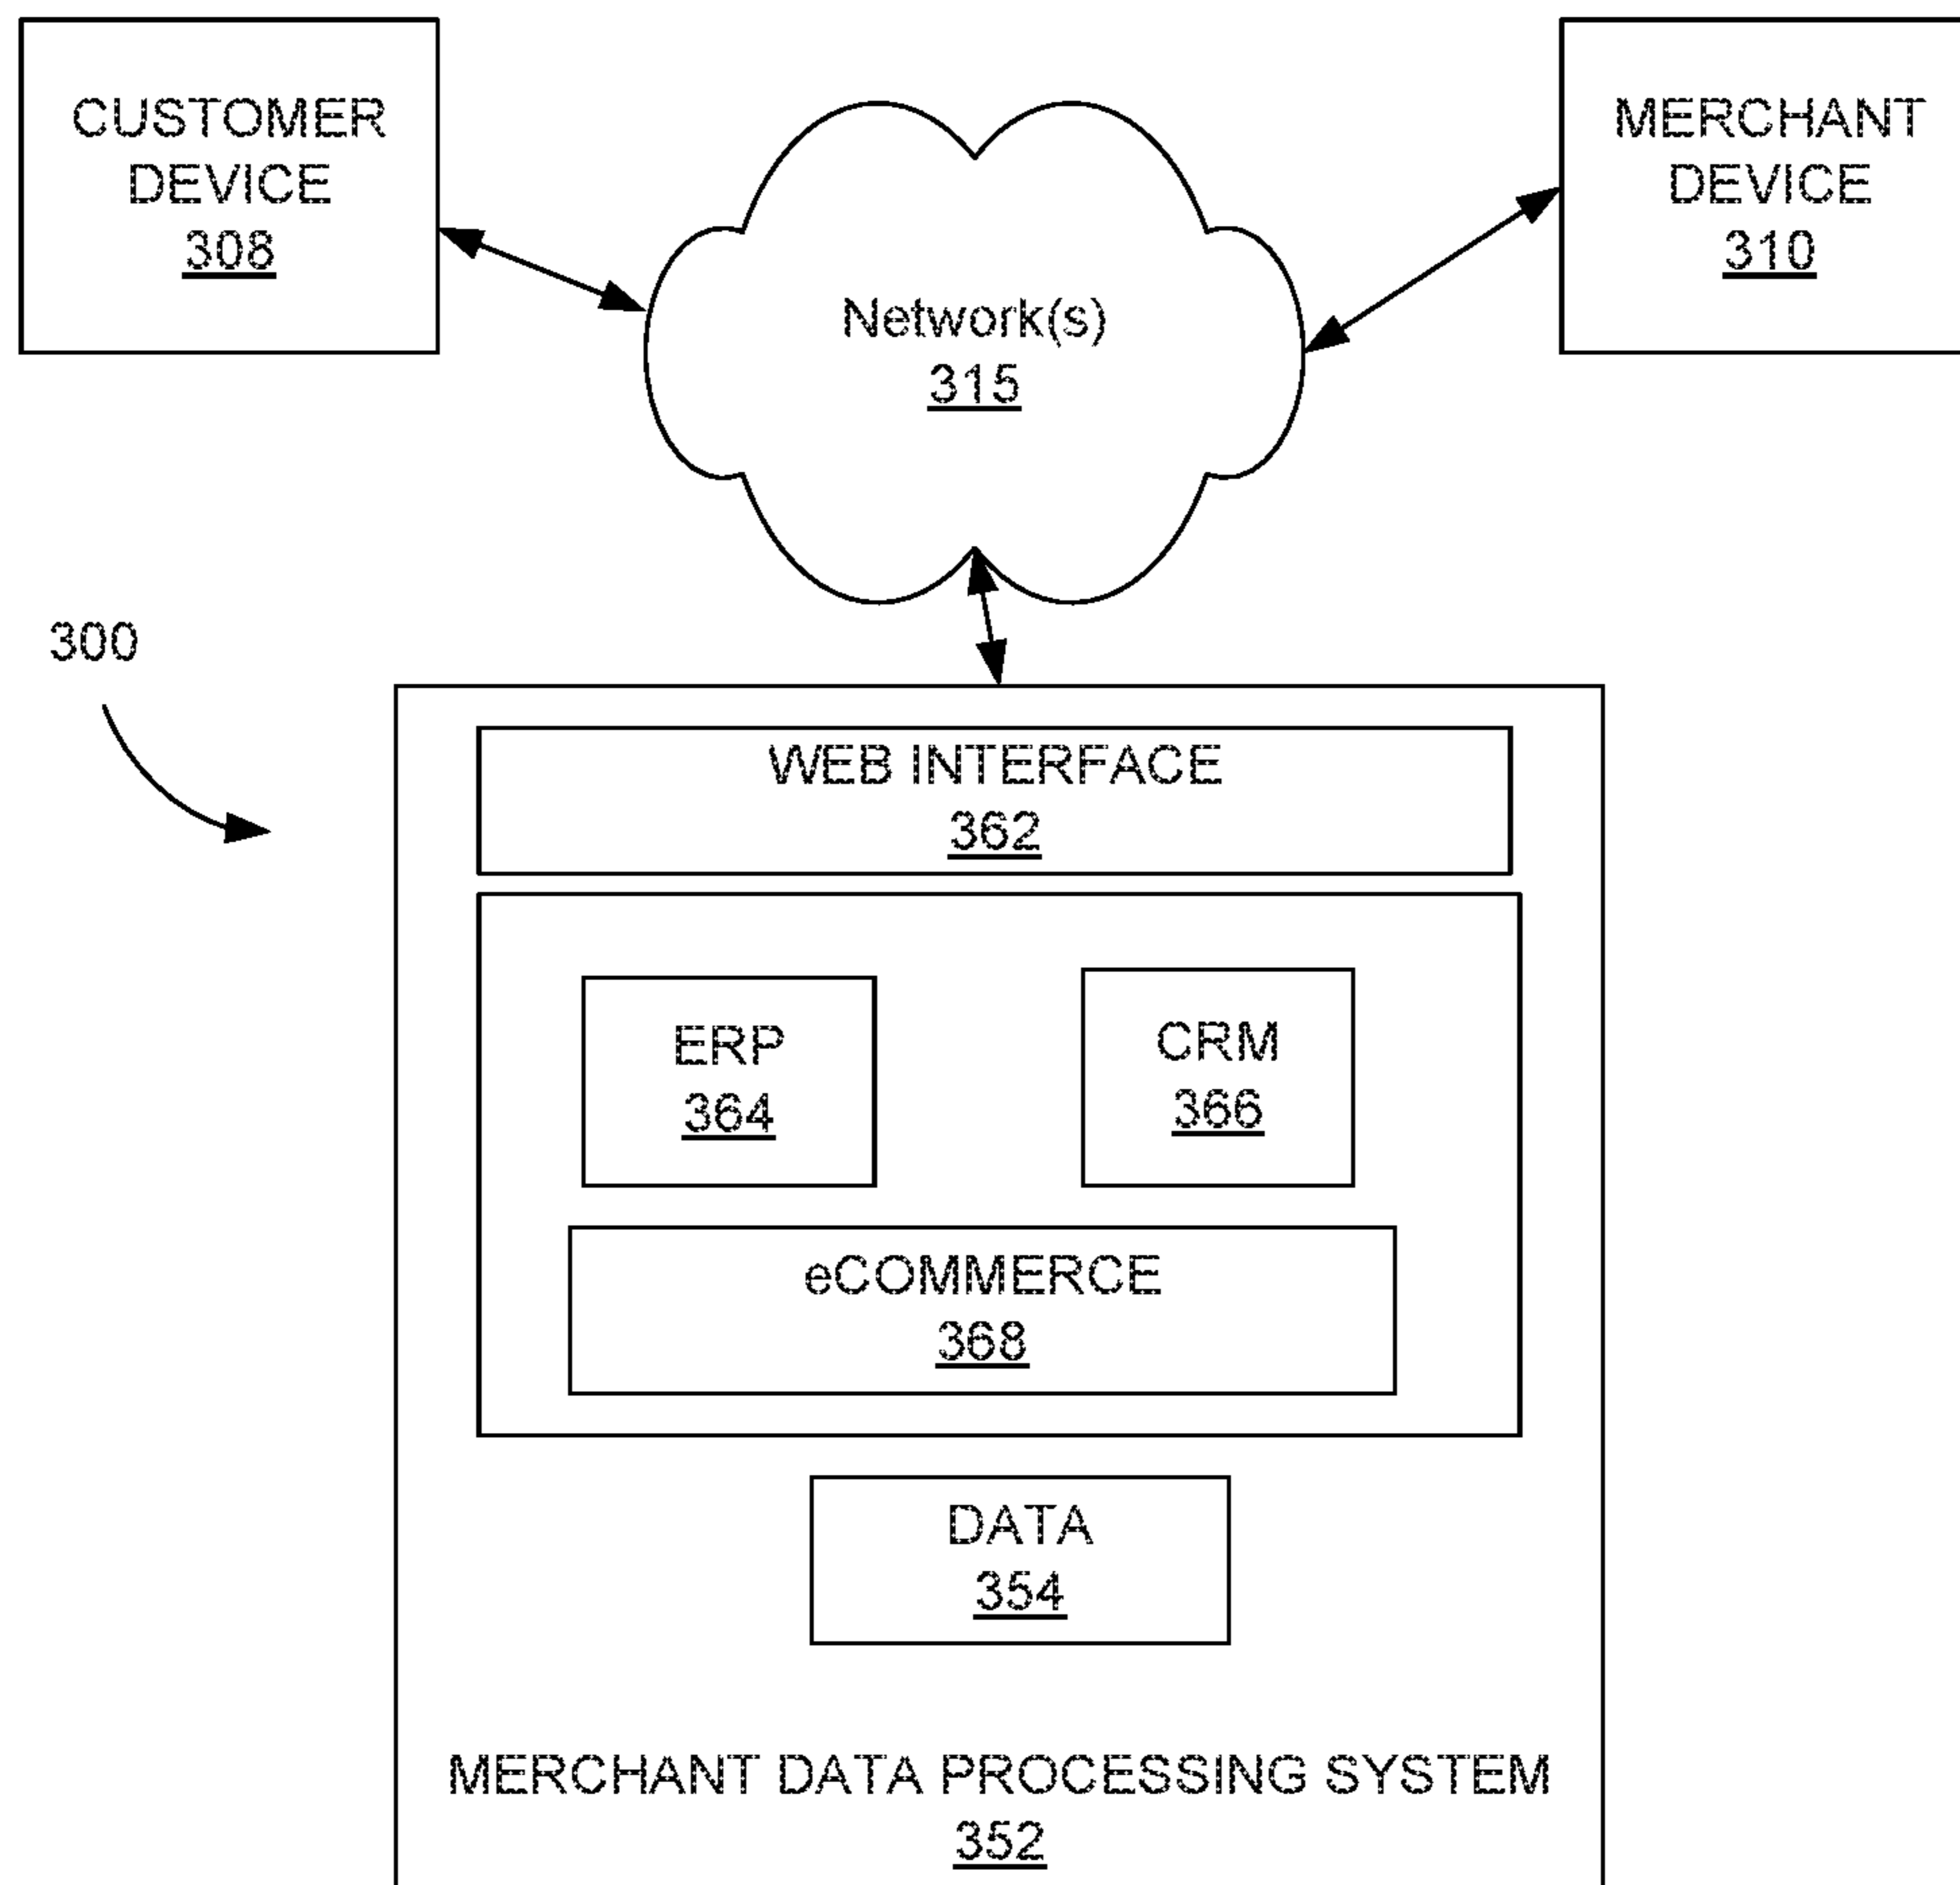 CUSTOMER
DEVICE
308
MERCHANT
DEVICE
310
Network(s)
315
300
WEB INTERFACE
362
ERP
364
CRM
366
eCOMMERCE
368
DATA
354
MERCHANT DATA PROCESSING SYSTEM
352